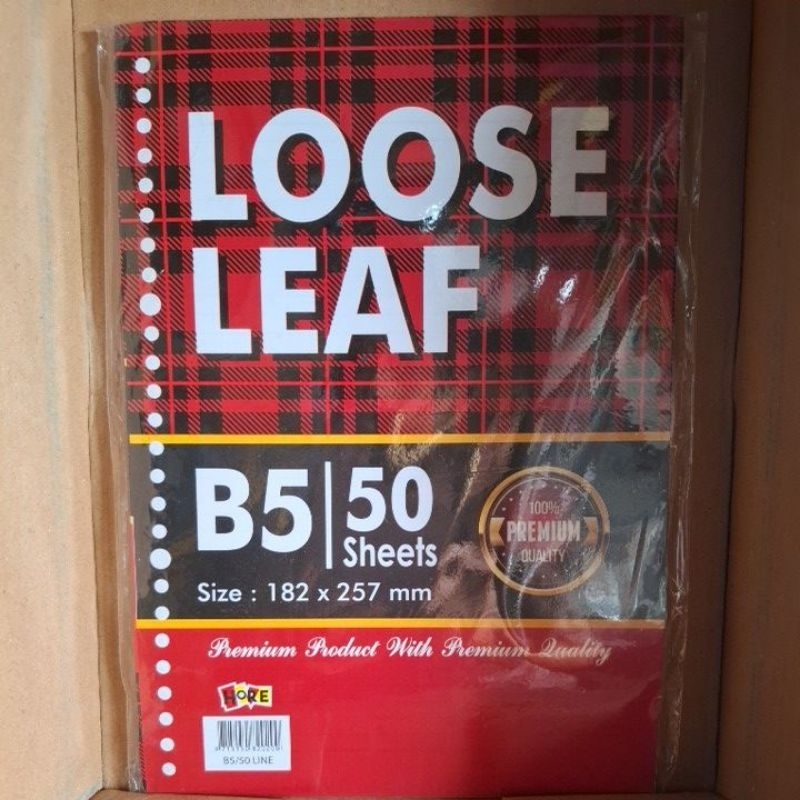 LOOSE
LEAF
B5
50
Sheets
Size : 182 x 257 mm
100%
PREMIUM
QUALITY
Premium Product With Premium Quality
HORE
B5/50 LINE